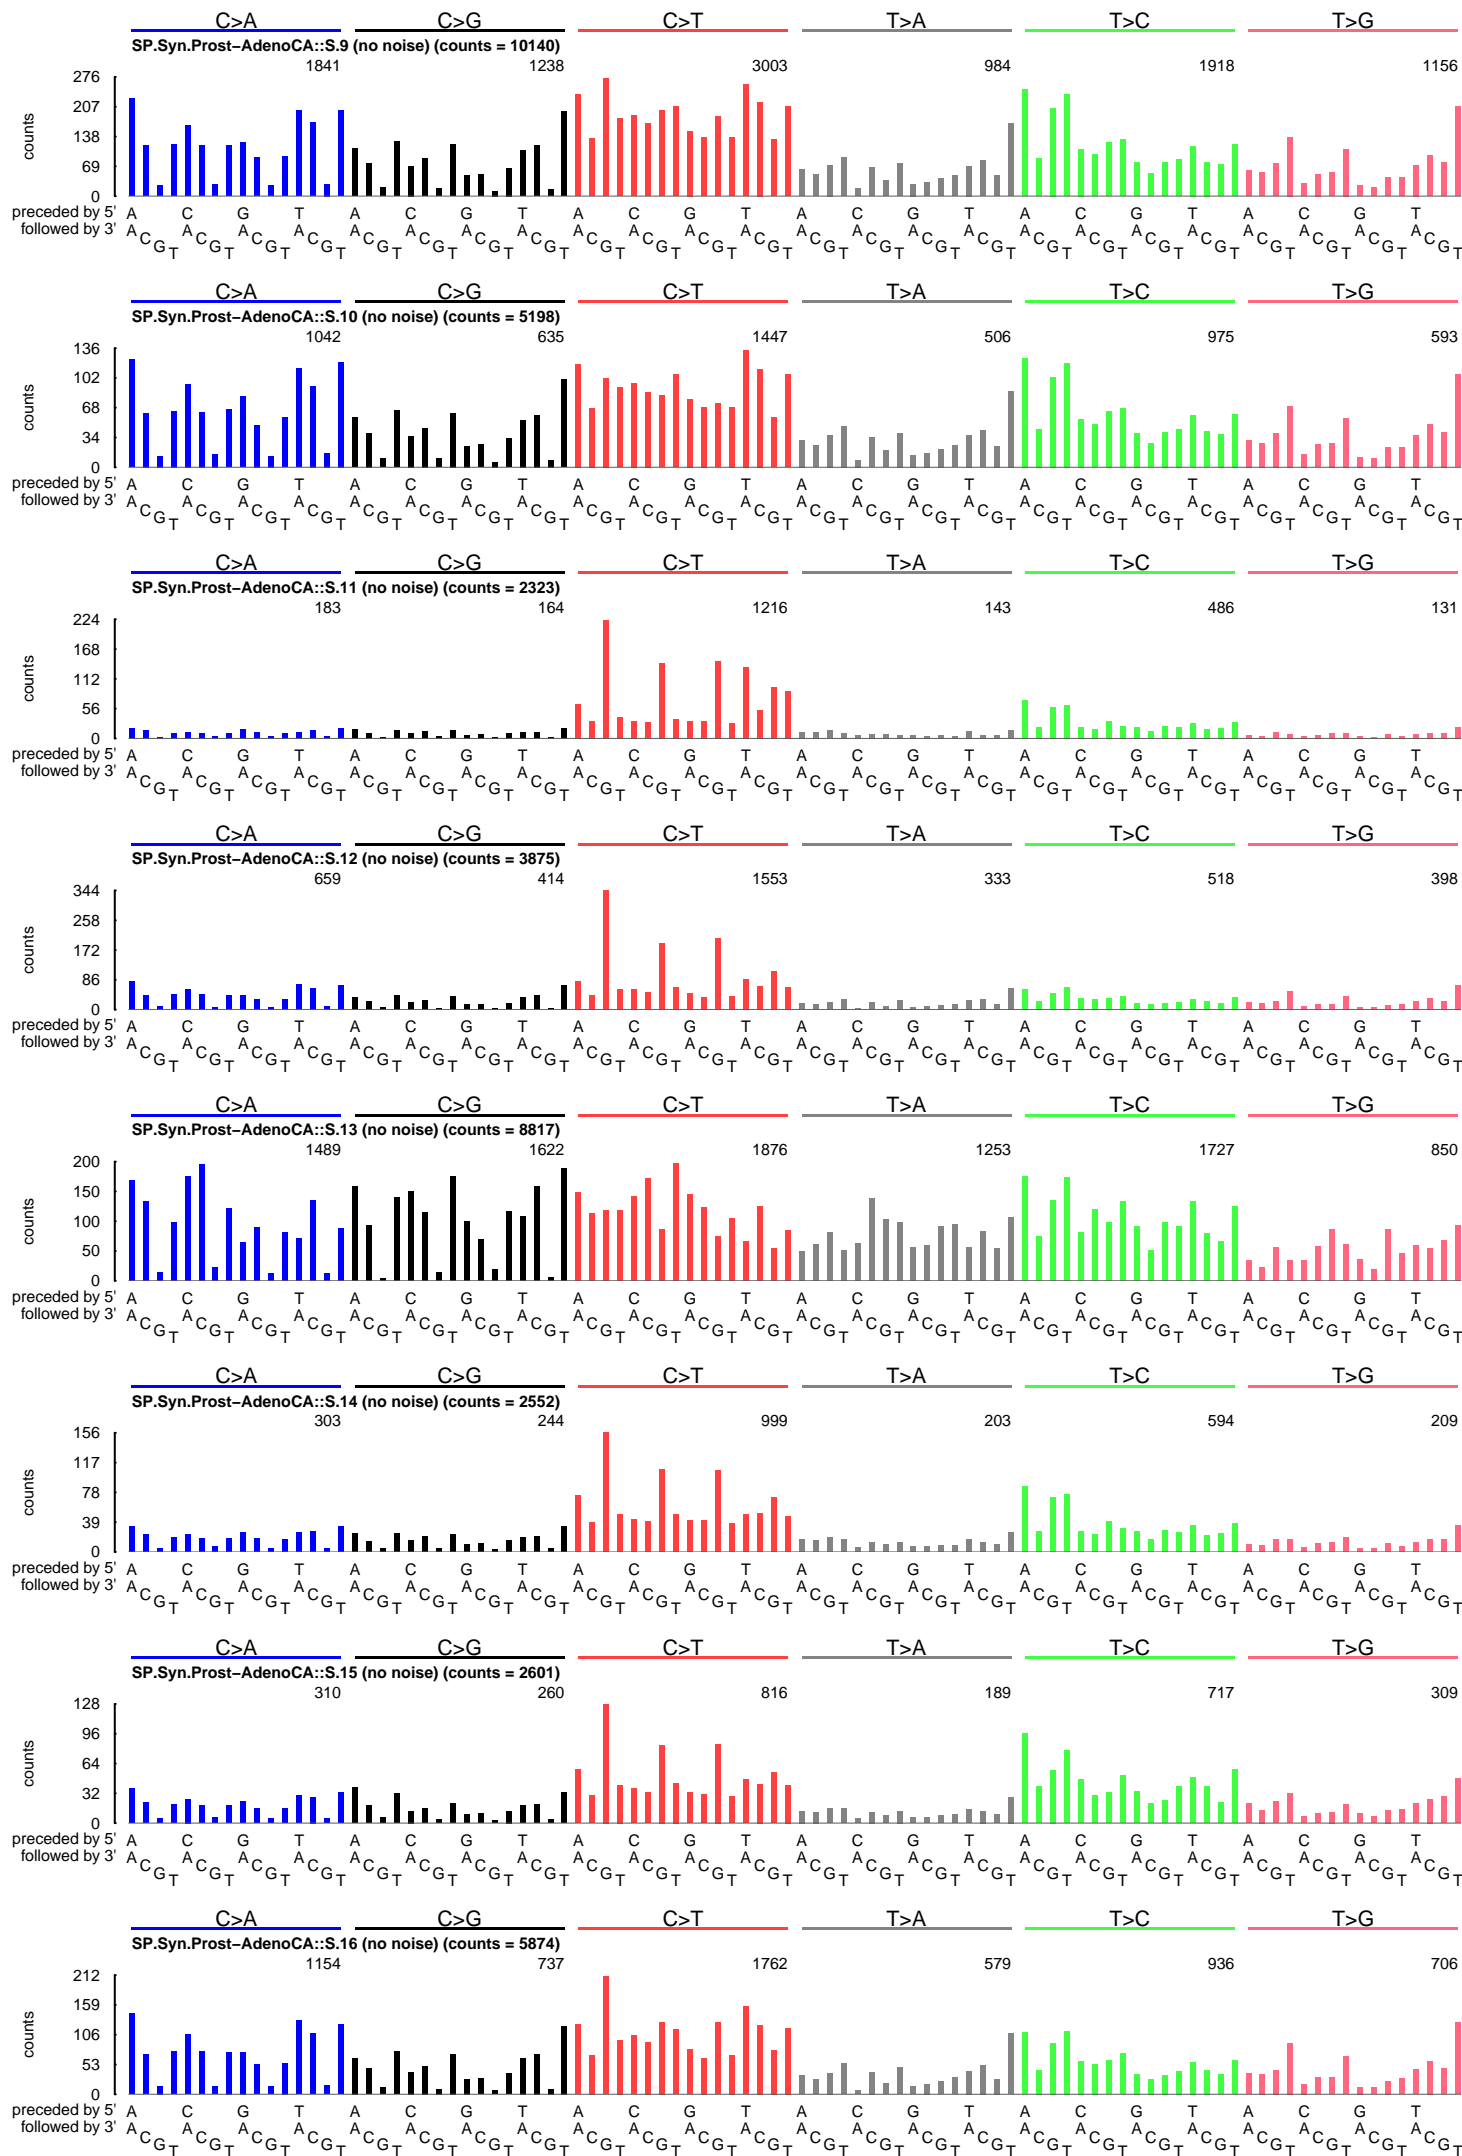 C>A C>G C>T T>A T>C T>G
SP.Syn.Prost−AdenoCA::S.9 (no noise) (counts = 10140)
1841 1238 3003 984 1918 1156
276
207
138
69
0
counts
preceded by 5' A C G T A C G T A C G T A C G T A C G T A C G T
followed by 3' A C G T A C G T A C G T A C G T A C G T A C G T A C G T A C G T A C G T A C G T A C G T A C G T A C G T A C G T A C G T A C G T A C G T A C G T A C G T A C G T A C G T A C G T A C G T A C G T
C>A C>G C>T T>A T>C T>G
SP.Syn.Prost−AdenoCA::S.10 (no noise) (counts = 5198)
1042 635 1447 506 975 593
136
102
68
34
0
counts
preceded by 5' A C G T A C G T A C G T A C G T A C G T A C G T
followed by 3' A C G T A C G T A C G T A C G T A C G T A C G T A C G T A C G T A C G T A C G T A C G T A C G T A C G T A C G T A C G T A C G T A C G T A C G T A C G T A C G T A C G T A C G T A C G T A C G T
C>A C>G C>T T>A T>C T>G
SP.Syn.Prost−AdenoCA::S.11 (no noise) (counts = 2323)
183 164 1216 143 486 131
224
168
112
56
0
counts
preceded by 5' A C G T A C G T A C G T A C G T A C G T A C G T
followed by 3' A C G T A C G T A C G T A C G T A C G T A C G T A C G T A C G T A C G T A C G T A C G T A C G T A C G T A C G T A C G T A C G T A C G T A C G T A C G T A C G T A C G T A C G T A C G T A C G T
C>A C>G C>T T>A T>C T>G
SP.Syn.Prost−AdenoCA::S.12 (no noise) (counts = 3875)
659 414 1553 333 518 398
344
258
172
86
0
counts
preceded by 5' A C G T A C G T A C G T A C G T A C G T A C G T
followed by 3' A C G T A C G T A C G T A C G T A C G T A C G T A C G T A C G T A C G T A C G T A C G T A C G T A C G T A C G T A C G T A C G T A C G T A C G T A C G T A C G T A C G T A C G T A C G T A C G T
C>A C>G C>T T>A T>C T>G
SP.Syn.Prost−AdenoCA::S.13 (no noise) (counts = 8817)
1489 1622 1876 1253 1727 850
200
150
100
50
0
counts
preceded by 5' A C G T A C G T A C G T A C G T A C G T A C G T
followed by 3' A C G T A C G T A C G T A C G T A C G T A C G T A C G T A C G T A C G T A C G T A C G T A C G T A C G T A C G T A C G T A C G T A C G T A C G T A C G T A C G T A C G T A C G T A C G T A C G T
C>A C>G C>T T>A T>C T>G
SP.Syn.Prost−AdenoCA::S.14 (no noise) (counts = 2552)
303 244 999 203 594 209
156
117
78
39
0
counts
preceded by 5' A C G T A C G T A C G T A C G T A C G T A C G T
followed by 3' A C G T A C G T A C G T A C G T A C G T A C G T A C G T A C G T A C G T A C G T A C G T A C G T A C G T A C G T A C G T A C G T A C G T A C G T A C G T A C G T A C G T A C G T A C G T A C G T
C>A C>G C>T T>A T>C T>G
SP.Syn.Prost−AdenoCA::S.15 (no noise) (counts = 2601)
310 260 816 189 717 309
128
96
64
32
0
counts
preceded by 5' A C G T A C G T A C G T A C G T A C G T A C G T
followed by 3' A C G T A C G T A C G T A C G T A C G T A C G T A C G T A C G T A C G T A C G T A C G T A C G T A C G T A C G T A C G T A C G T A C G T A C G T A C G T A C G T A C G T A C G T A C G T A C G T
C>A C>G C>T T>A T>C T>G
SP.Syn.Prost−AdenoCA::S.16 (no noise) (counts = 5874)
1154 737 1762 579 936 706
212
159
106
53
0
counts
preceded by 5' A C G T A C G T A C G T A C G T A C G T A C G T
followed by 3' A C G T A C G T A C G T A C G T A C G T A C G T A C G T A C G T A C G T A C G T A C G T A C G T A C G T A C G T A C G T A C G T A C G T A C G T A C G T A C G T A C G T A C G T A C G T A C G T